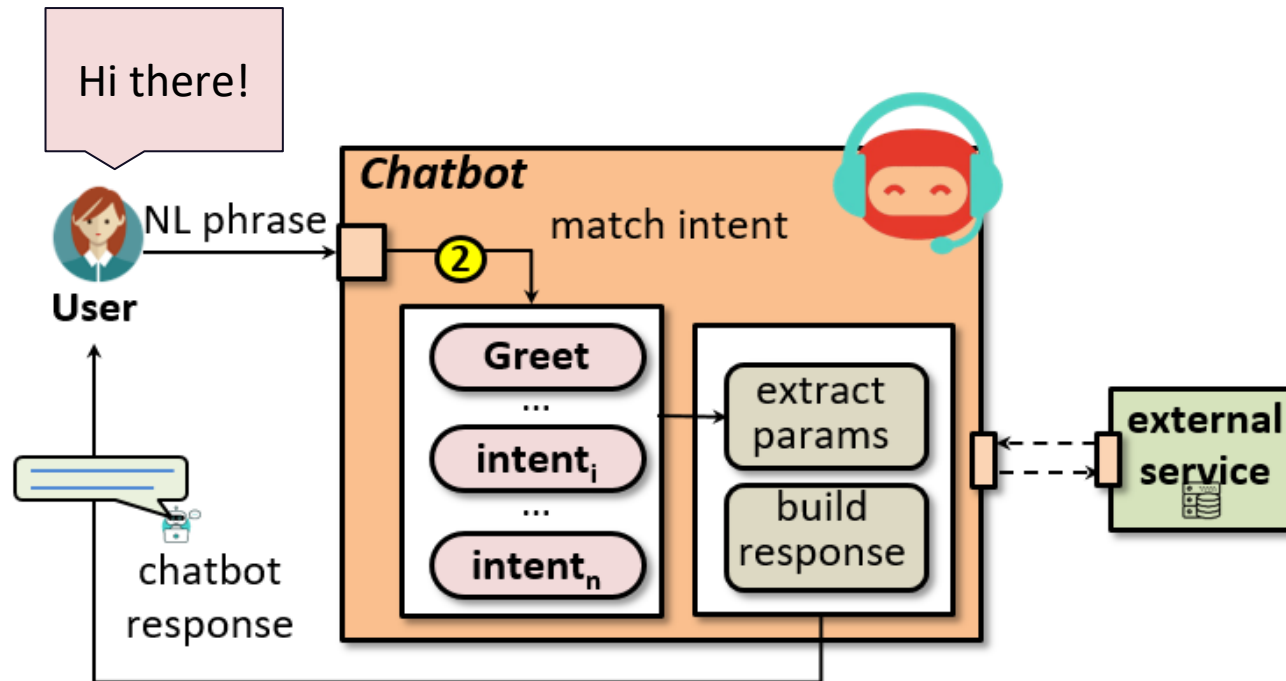 Hi there!
Chatbot
NL phrase
match intent
2
User
Greet
...
intentᵢ
...
intentₙ
extract
params
build
response
external
service
chatbot
response